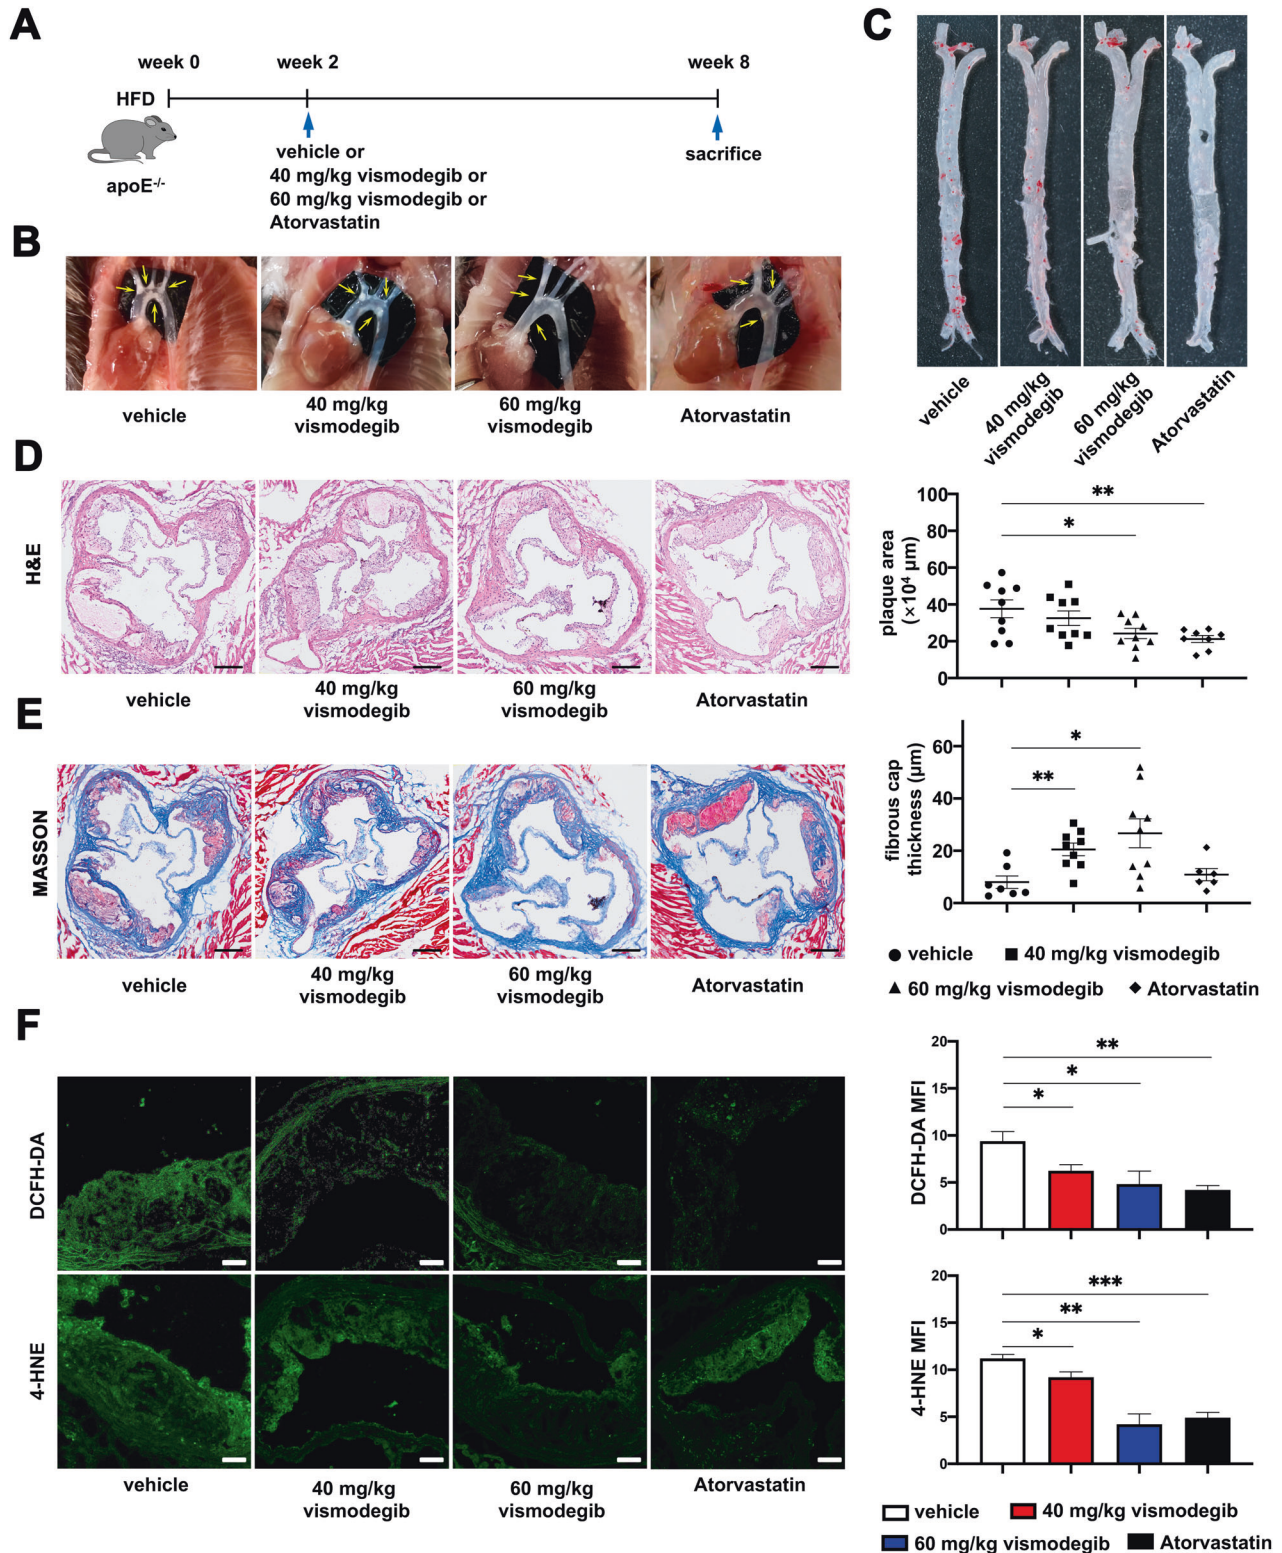 A
week 0
week 2
week 8
HFD
apoE-/-
vehicle or
40 mg/kg vismodegib or
60 mg/kg vismodegib or
Atorvastatin
sacrifice
B
vehicle
40 mg/kg
vismodegib
60 mg/kg
vismodegib
Atorvastatin
C
vehicle
40 mg/kg
vismodegib
60 mg/kg
vismodegib
Atorvastatin
D
H&E
vehicle
40 mg/kg
vismodegib
60 mg/kg
vismodegib
Atorvastatin
plaque area
(×10⁴ μm)
100
80
60
40
20
0
**
*
E
MASSON
vehicle
40 mg/kg
vismodegib
60 mg/kg
vismodegib
Atorvastatin
fibrous cap
thickness (μm)
60
40
20
0
*
**
vehicle
40 mg/kg vismodegib
60 mg/kg vismodegib
Atorvastatin
F
DCFH-DA
4-HNE
vehicle
40 mg/kg
vismodegib
60 mg/kg
vismodegib
Atorvastatin
DCFH-DA MFI
20
15
10
5
0
**
*
*
4-HNE MFI
20
15
10
5
0
***
**
*
vehicle
40 mg/kg vismodegib
60 mg/kg vismodegib
Atorvastatin